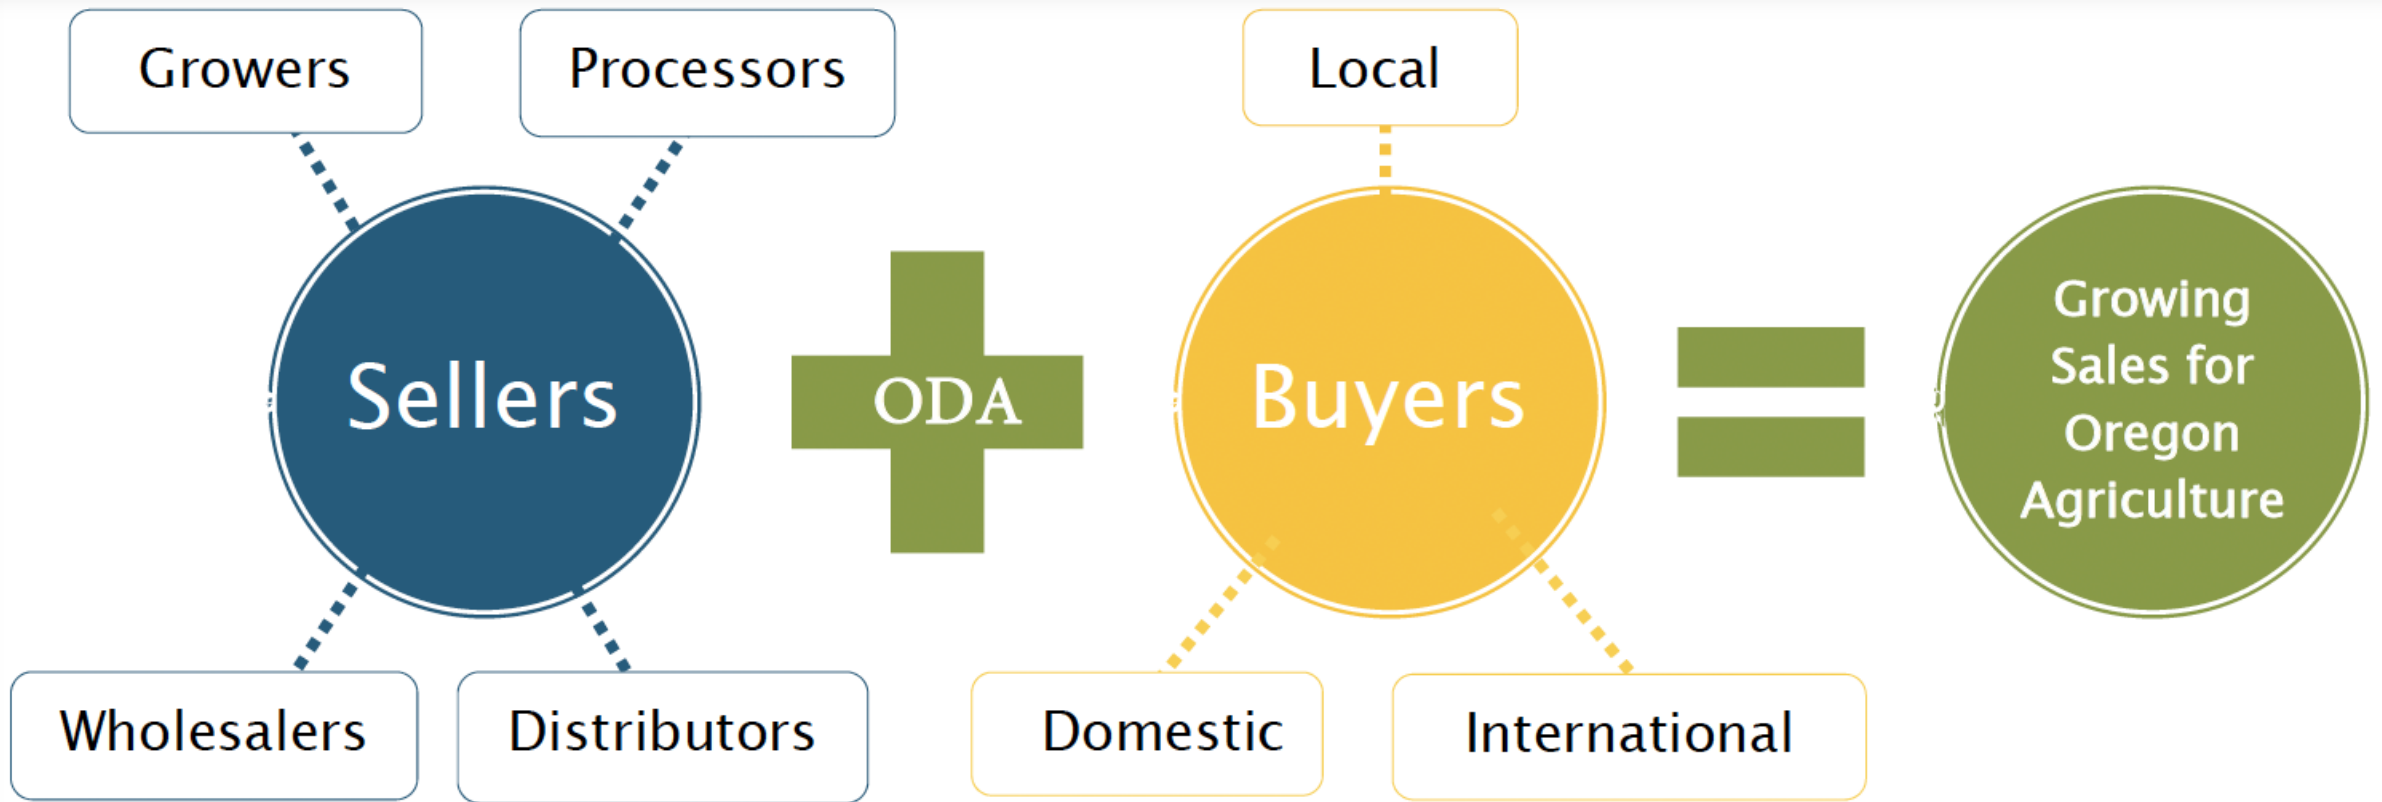 Growers
Processors
Local
Sellers
ODA
Buyers
Growing
Sales for
Oregon
Agriculture
Wholesalers
Distributors
Domestic
International